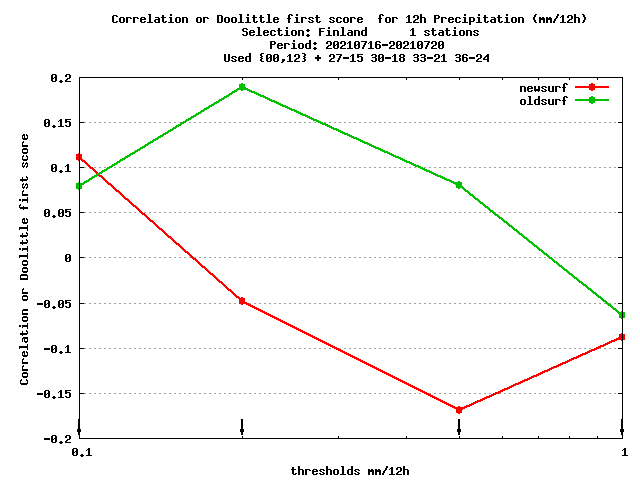 Correlation or Doolittle first score  for 12h Precipitation (mm/12h)
Selection: Finland      1 stations
Period: 20210716-20210720
Used {00,12} + 27-15 30-18 33-21 36-24
newsurf
oldsurf
Correlation or Doolittle first score
0.2
0.15
0.1
0.05
0
-0.05
-0.1
-0.15
-0.2
0.1
1
thresholds mm/12h